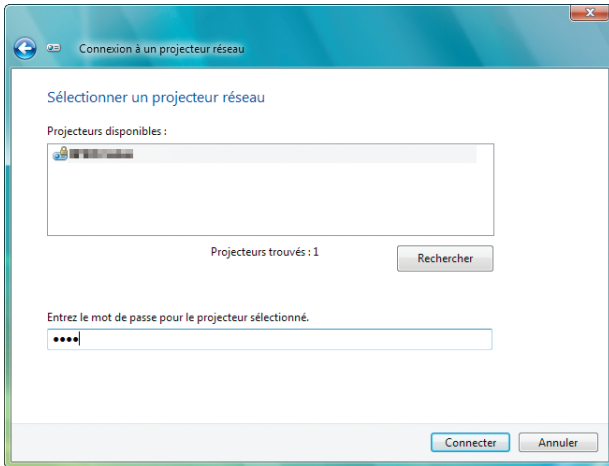 Connexion à un projecteur réseau
Sélectionner un projecteur réseau
Projecteurs disponibles :
Projecteurs trouvés : 1
Rechercher
Entrez le mot de passe pour le projecteur sélectionné.
••••
Connecter
Annuler